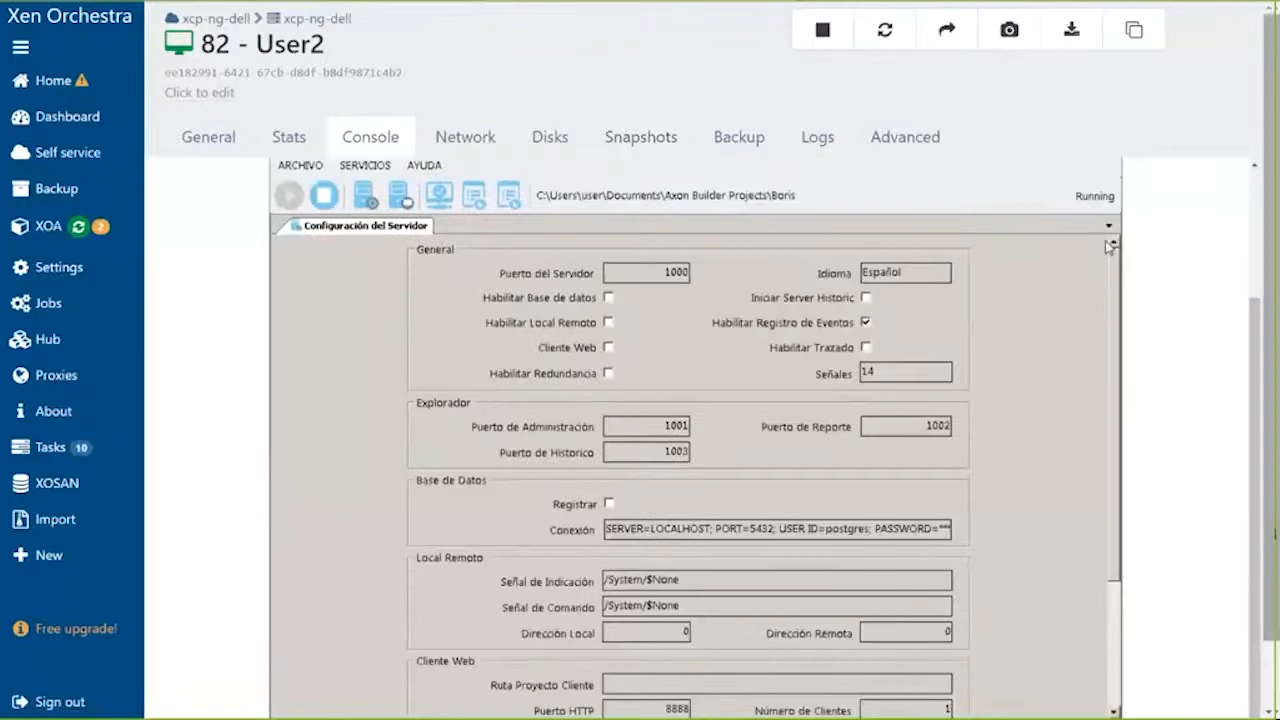 Xen Orchestra
Home
Dashboard
Self service
Backup
XOA 2
Settings
Jobs
Hub
Proxies
About
Tasks 10
XOSAN
Import
New
Free upgrade!
Sign out
xcp-ng-dell xcp-ng-dell
82 - User2
ee182991-6421-67cb-d8df-b8df9871c4b2
Click to edit
General Stats Console Network Disks Snapshots Backup Logs Advanced
ARCHIVO SERVICIOS AYUDA
C:\Users\user\Documents\Axon Builder Projects\Boris Running
Configuración del Servidor
General
Puerto del Servidor 1000 Idioma Español
Habilitar Base de datos Iniciar Server Historic
Habilitar Local Remoto Habilitar Registro de Eventos
Cliente Web Habilitar Trazado
Habilitar Redundancia Señales 14
Explorador
Puerto de Administración 1001 Puerto de Reporte 1002
Puerto de Historico 1003
Base de Datos
Registrar
Conexión SERVER=LOCALHOST; PORT=5432; USER ID=postgres; PASSWORD=***
Local Remoto
Señal de Indicación /System/$None
Señal de Comando /System/$None
Dirección Local 0 Dirección Remota 0
Cliente Web
Ruta Proyecto Cliente
Puerto HTTP 8888 Número de Clientes 1